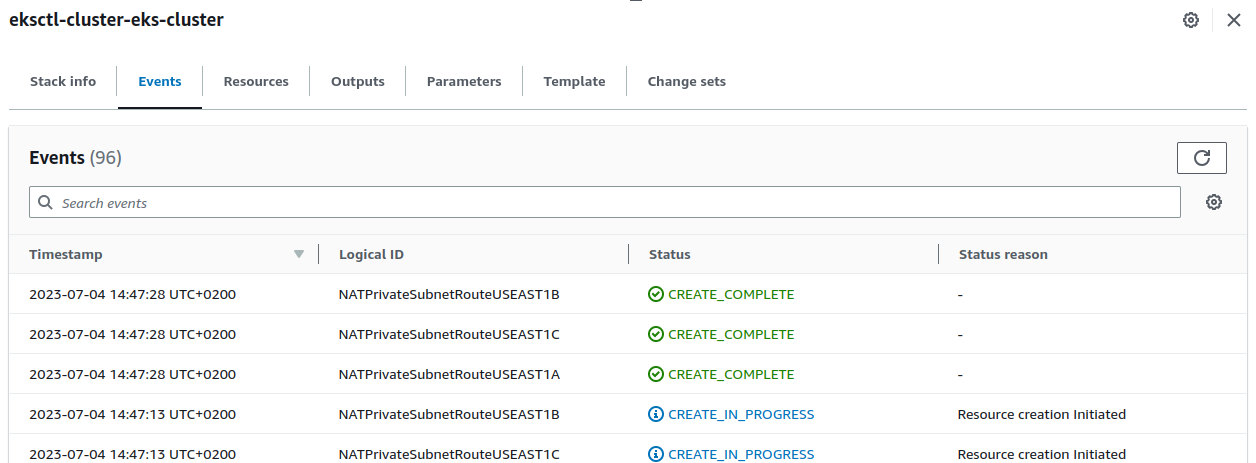 eksctl-cluster-eks-cluster
Stack info Events Resources Outputs Parameters Template Change sets
Events (96)
Search events
Timestamp Logical ID Status Status reason
2023-07-04 14:47:28 UTC+0200 NATPrivateSubnetRouteUSEAST1B CREATE_COMPLETE -
2023-07-04 14:47:28 UTC+0200 NATPrivateSubnetRouteUSEAST1C CREATE_COMPLETE -
2023-07-04 14:47:28 UTC+0200 NATPrivateSubnetRouteUSEAST1A CREATE_COMPLETE -
2023-07-04 14:47:13 UTC+0200 NATPrivateSubnetRouteUSEAST1B CREATE_IN_PROGRESS Resource creation Initiated
2023-07-04 14:47:13 UTC+0200 NATPrivateSubnetRouteUSEAST1C CREATE_IN_PROGRESS Resource creation Initiated